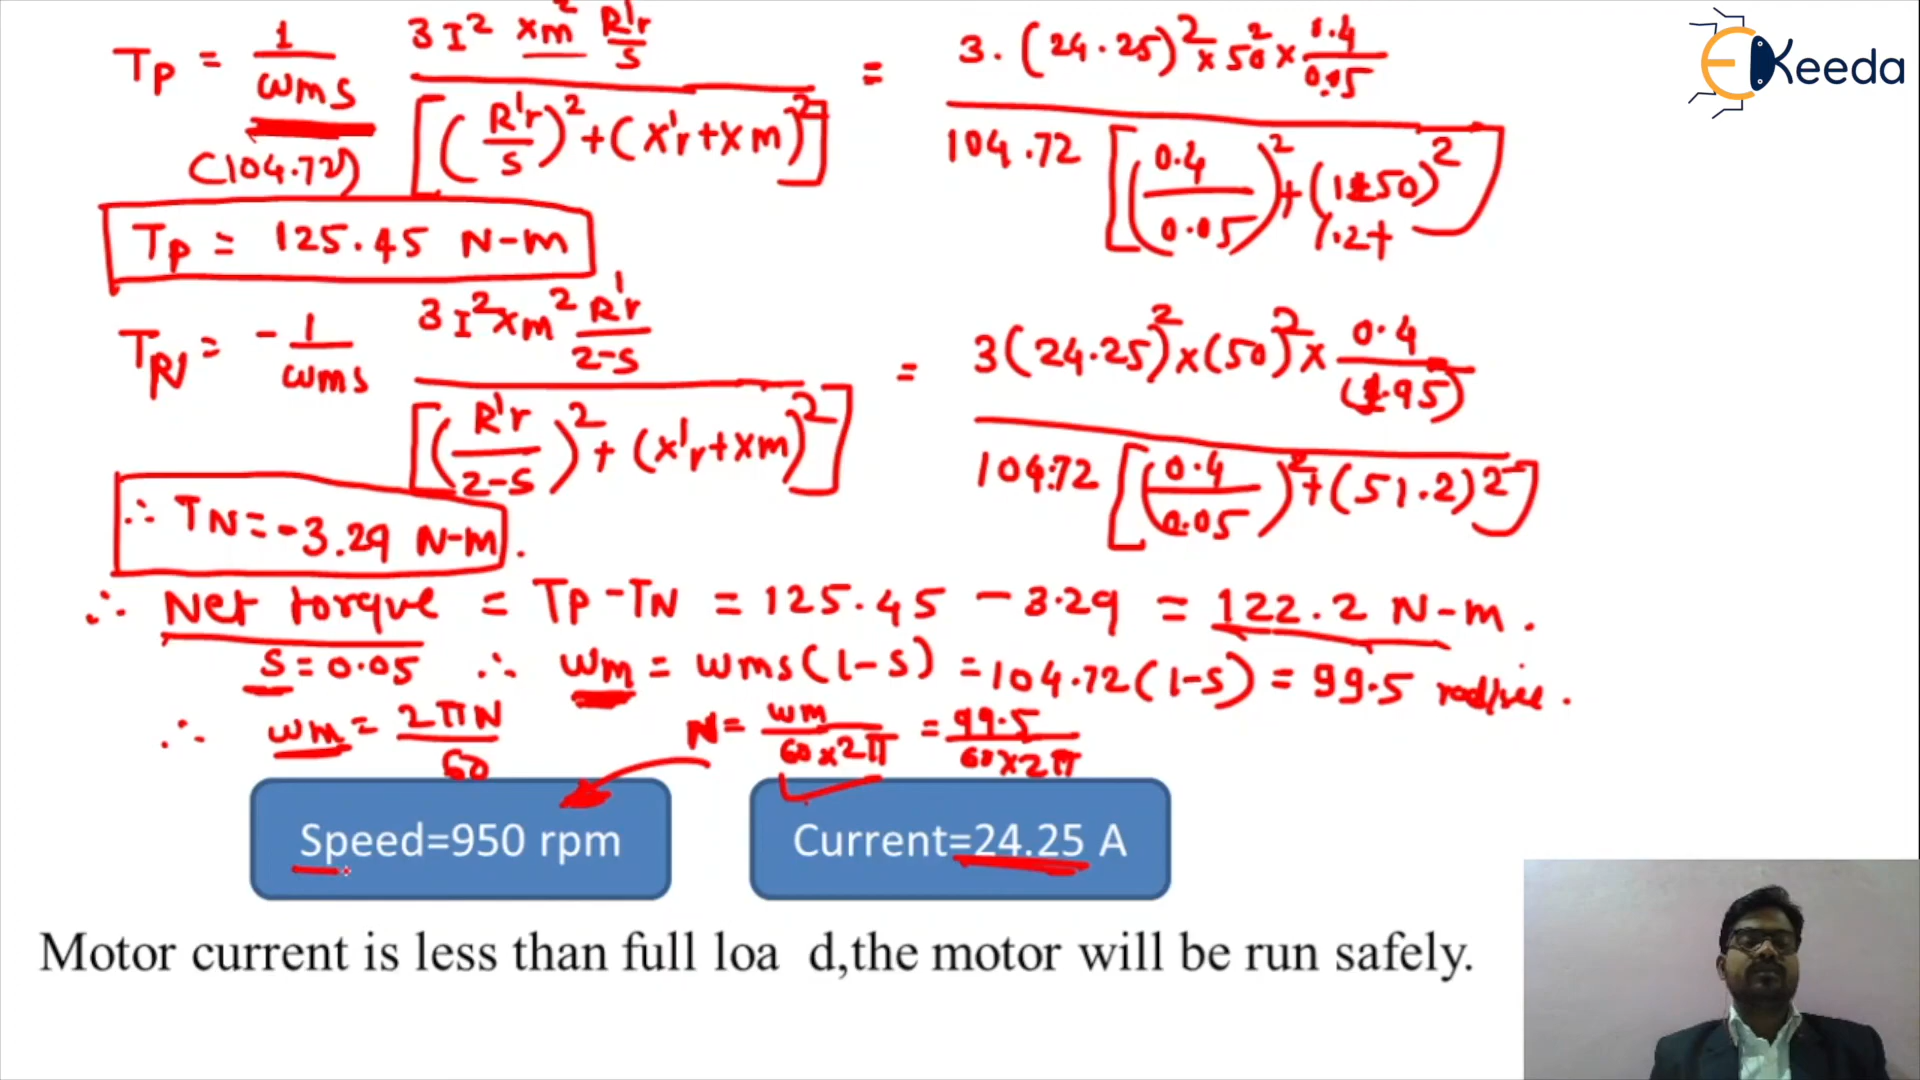 Keeda
Tp = 1/ωms 3I² xm² R'r/s / [(R'r/s)² + (x'r+xm)²] = 3.(24.25)² x 50² x 0.4/0.05 / 104.72 [(0.4/0.05)² + (1.2+50)²]
(104.72)
Tp = 125.45 N-m
TN = - 1/ωms 3I² xm² R'r/2-s / [(R'r/2-s)² + (x'r+xm)²] = 3(24.25)² x (50)² x 0.4/(1.95) / 104.72 [(0.4/0.05)² + (51.2)²]
∴ TN = -3.29 N-m.
∴ Net torque = Tp - TN = 125.45 - 3.29 = 122.2 N-m.
s = 0.05 ∴ ωm = ωms(1-s) = 104.72(1-s) = 99.5 rad/sec.
∴ ωm = 2πN/60 N = ωm/60x2π = 99.5/60x2π
Speed=950 rpm
Current=24.25 A
Motor current is less than full loa d,the motor will be run safely.